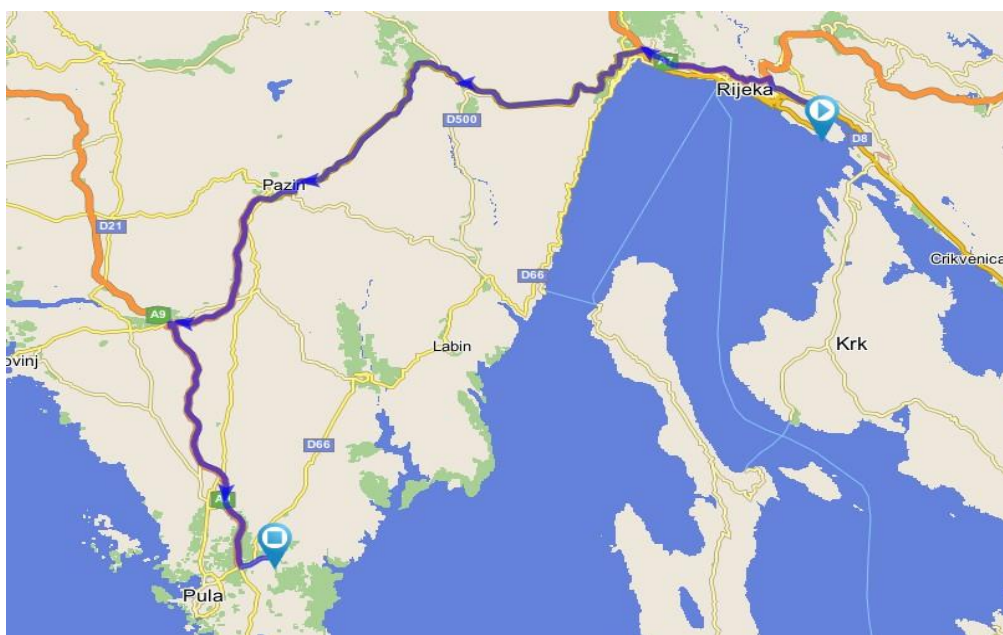 Rijeka
D8
D500
Pazin
D21
Crikvenica
D66
A9
Labin
Krk
ovinj
D66
Pula